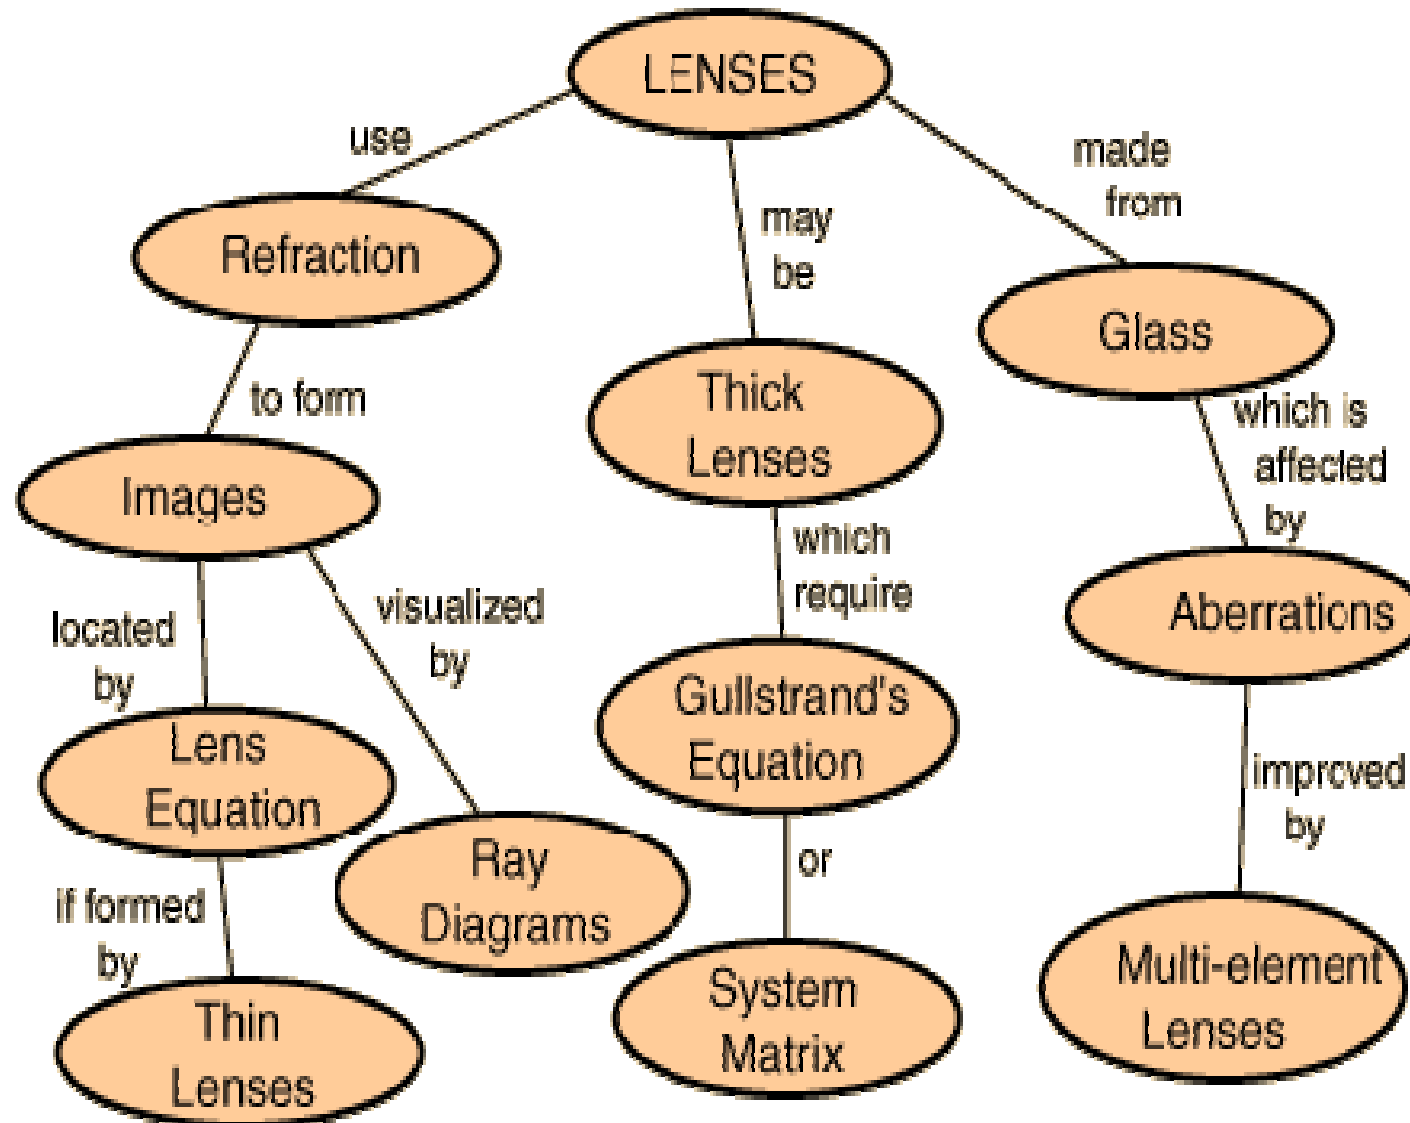 LENSES
use
made
from
may
be
Refraction
Glass
Thick
Lenses
to form
which is
affected
by
Images
which
require
located
by
visualized
by
Aberrations
Gullstrand's
Equation
Lens
Equation
improved
by
Ray
Diagrams
or
if formed
by
Multi-element
Lenses
System
Matrix
Thin
Lenses